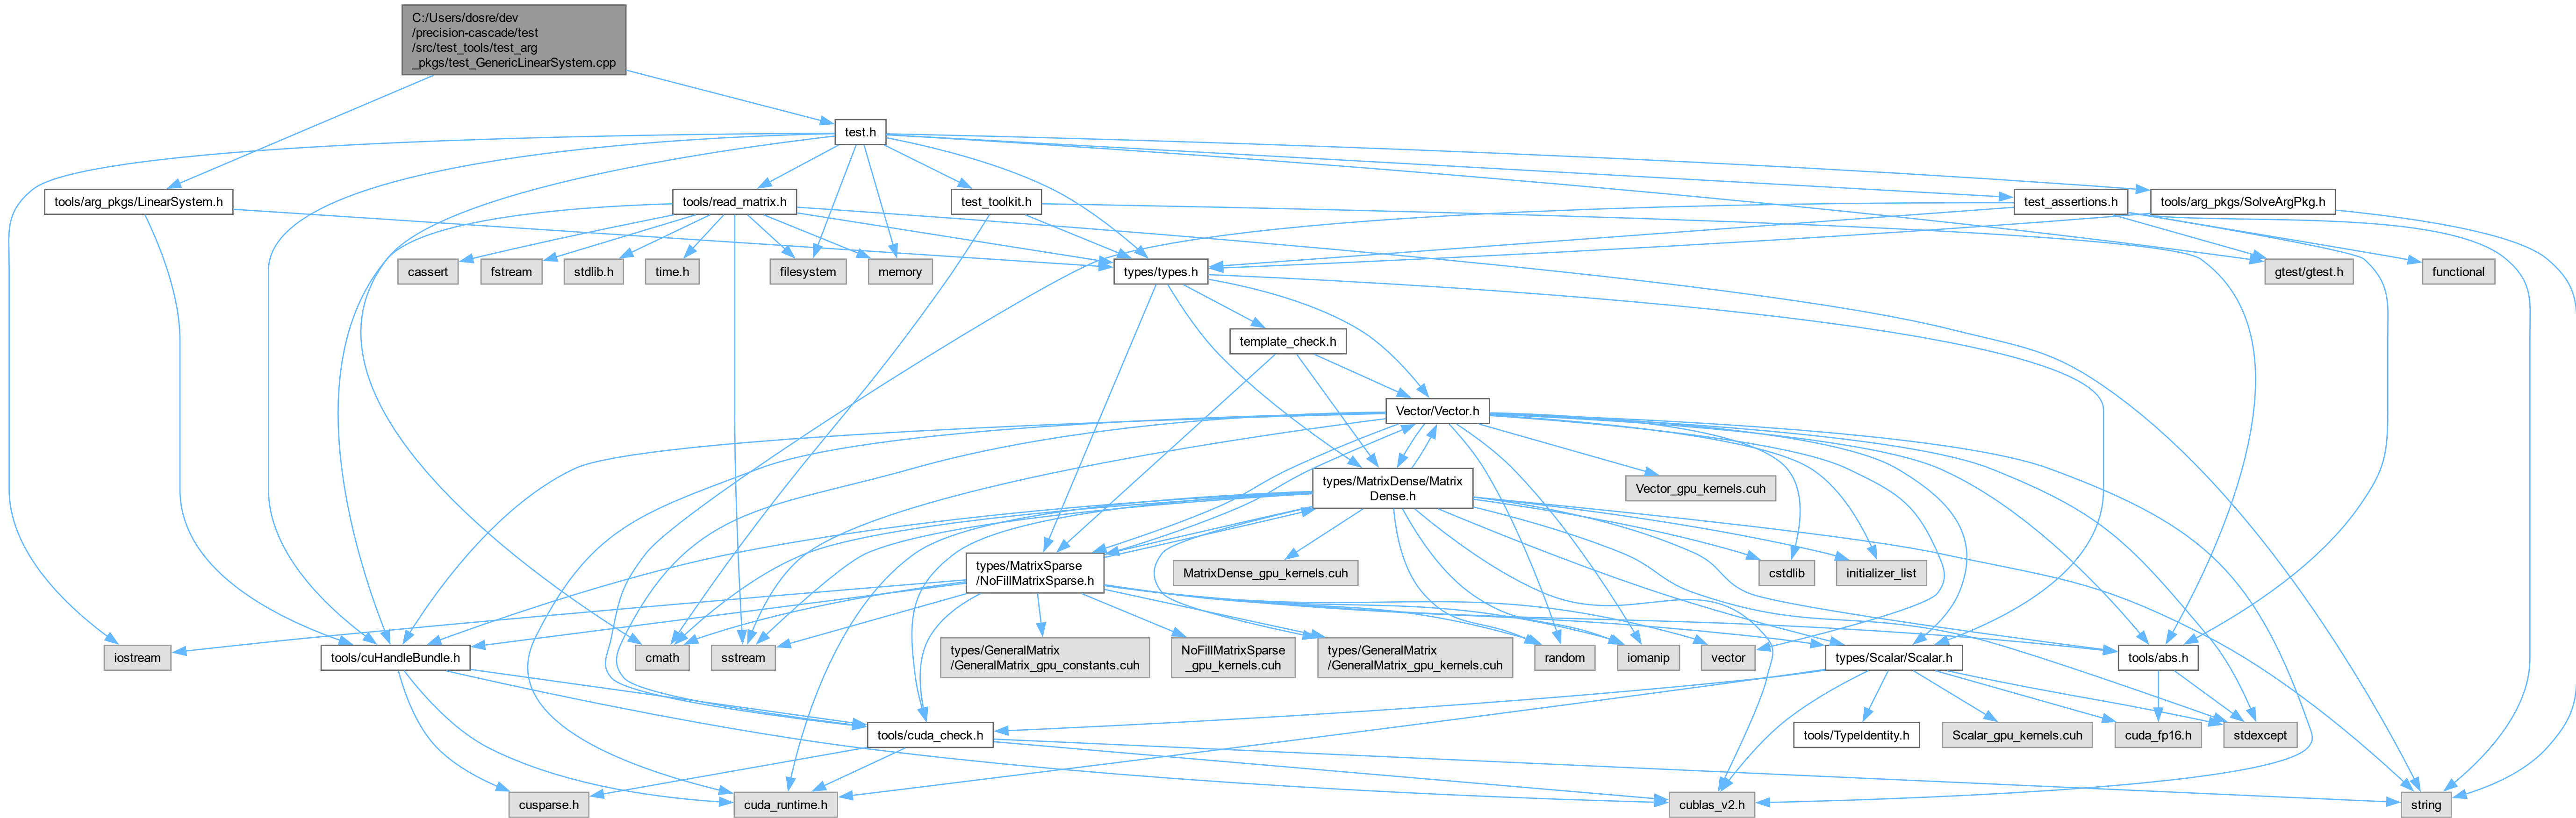 C:/Users/dosre/dev
/precision-cascade/test
/src/test_tools/test_arg
_pkgs/test_GenericLinearSystem.cpp
test.h
tools/arg_pkgs/LinearSystem.h
tools/read_matrix.h
test_toolkit.h
test_assertions.h
tools/arg_pkgs/SolveArgPkg.h
cassert
fstream
stdlib.h
time.h
filesystem
memory
types/types.h
gtest/gtest.h
functional
template_check.h
Vector/Vector.h
types/MatrixDense/Matrix
Dense.h
Vector_gpu_kernels.cuh
types/MatrixSparse
/NoFillMatrixSparse.h
MatrixDense_gpu_kernels.cuh
cstdlib
initializer_list
iostream
tools/cuHandleBundle.h
cmath
sstream
types/GeneralMatrix
/GeneralMatrix_gpu_constants.cuh
NoFillMatrixSparse
_gpu_kernels.cuh
types/GeneralMatrix
/GeneralMatrix_gpu_kernels.cuh
random
iomanip
vector
types/Scalar/Scalar.h
tools/abs.h
tools/cuda_check.h
tools/TypeIdentity.h
Scalar_gpu_kernels.cuh
cuda_fp16.h
stdexcept
cusparse.h
cuda_runtime.h
cublas_v2.h
string